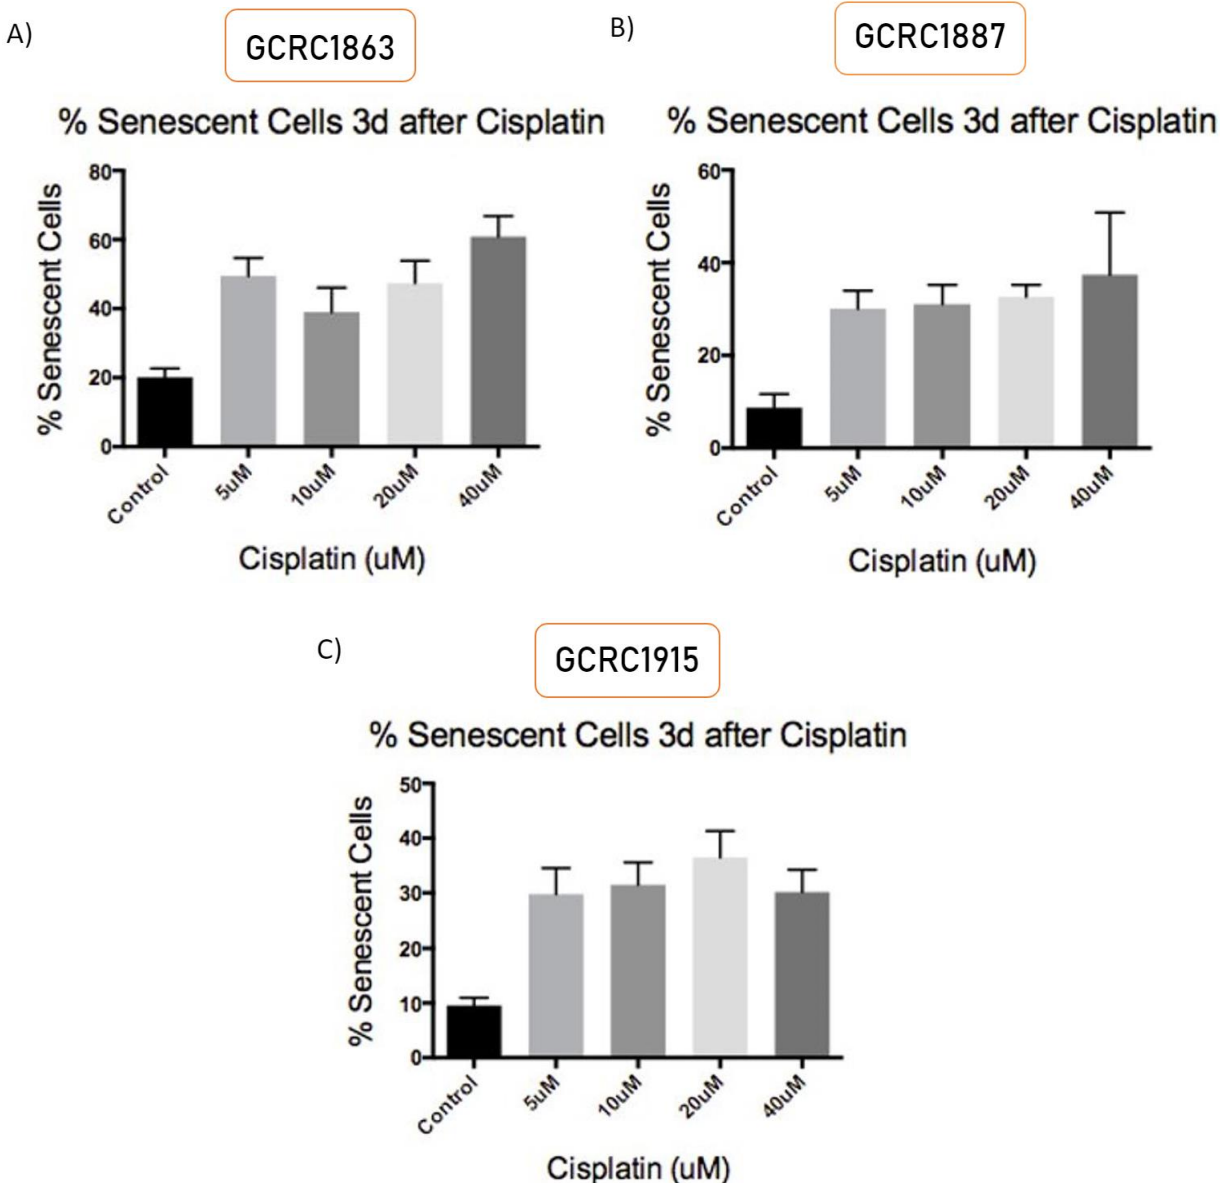 A)
GCRC1863
% Senescent Cells 3d after Cisplatin
% Senescent Cells
80
60
40
20
0
Control
5uM
10uM
20uM
40uM
Cisplatin (uM)
B)
GCRC1887
% Senescent Cells 3d after Cisplatin
% Senescent Cells
60
40
20
0
Control
5uM
10uM
20uM
40uM
Cisplatin (uM)
C)
GCRC1915
% Senescent Cells 3d after Cisplatin
% Senescent Cells
50
40
30
20
10
0
Control
5uM
10uM
20uM
40uM
Cisplatin (uM)